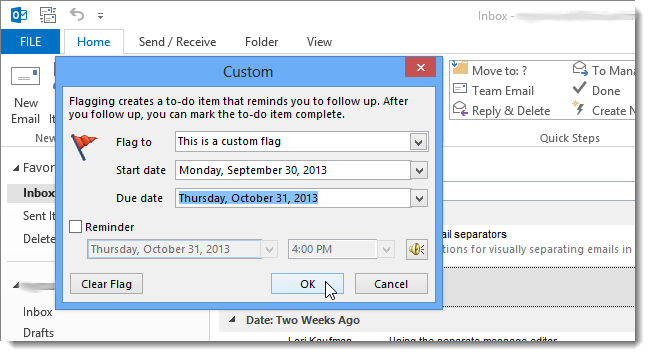 Inbox -
FILE
Home
Send / Receive
Folder
View
New
Email
Custom
Flagging creates a to-do item that reminds you to follow up. After
you follow up, you can mark the to-do item complete.
Flag to
This is a custom flag
Start date
Monday, September 30, 2013
Due date
Thursday, October 31, 2013
Reminder
Thursday, October 31, 2013
4:00 PM
Clear Flag
OK
Cancel
Move to: ?
To Mana
Team Email
Done
Reply & Delete
Create N
Quick Steps
Favor
Inbox
Sent It
Delete
Inbox
Drafts
ail separators
tions for visually separating emails in
Date: Two Weeks Ago
Lori Kaufman
Using the separate message editor